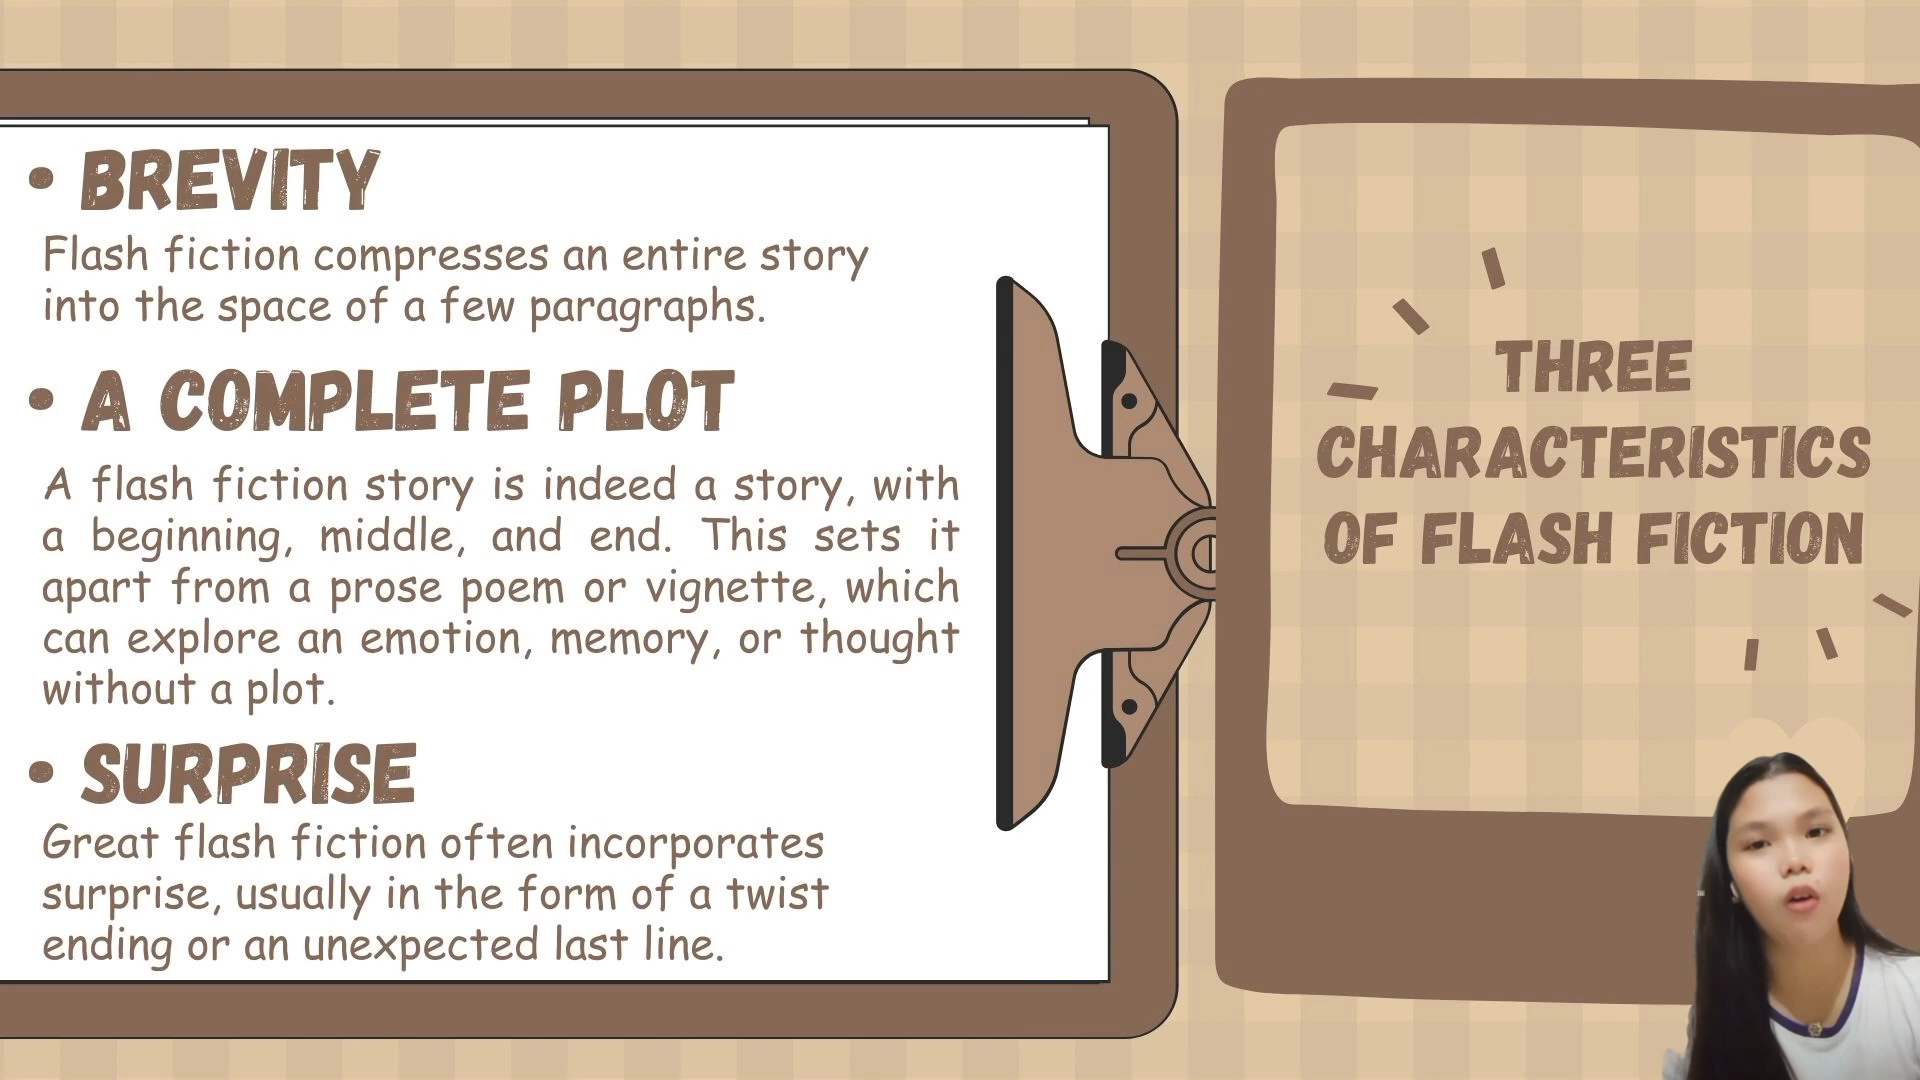 • BREVITY
Flash fiction compresses an entire story
into the space of a few paragraphs.
• A COMPLETE PLOT
A flash fiction story is indeed a story, with
a beginning, middle, and end. This sets it
apart from a prose poem or vignette, which
can explore an emotion, memory, or thought
without a plot.
• SURPRISE
Great flash fiction often incorporates
surprise, usually in the form of a twist
ending or an unexpected last line.
THREE
CHARACTERISTICS
OF FLASH FICTION